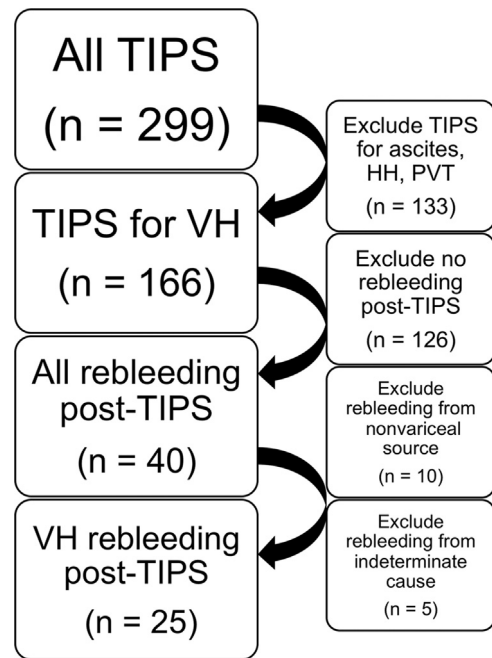 All TIPS
(n = 299)
Exclude TIPS
for ascites,
HH, PVT
(n = 133)
TIPS for VH
(n = 166)
Exclude no
rebleeding
post-TIPS
(n = 126)
All rebleeding
post-TIPS
(n = 40)
Exclude
rebleeding from
nonvariceal
source
(n = 10)
VH rebleeding
post-TIPS
(n = 25)
Exclude
rebleeding from
indeterminate
cause
(n = 5)